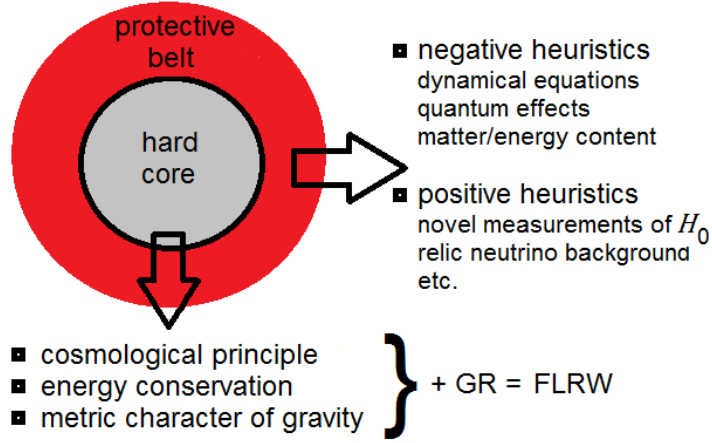 protective
belt
hard
core
negative heuristics
dynamical equations
quantum effects
matter/energy content
positive heuristics
novel measurements of H₀
relic neutrino background
etc.
cosmological principle
energy conservation
metric character of gravity
+ GR = FLRW